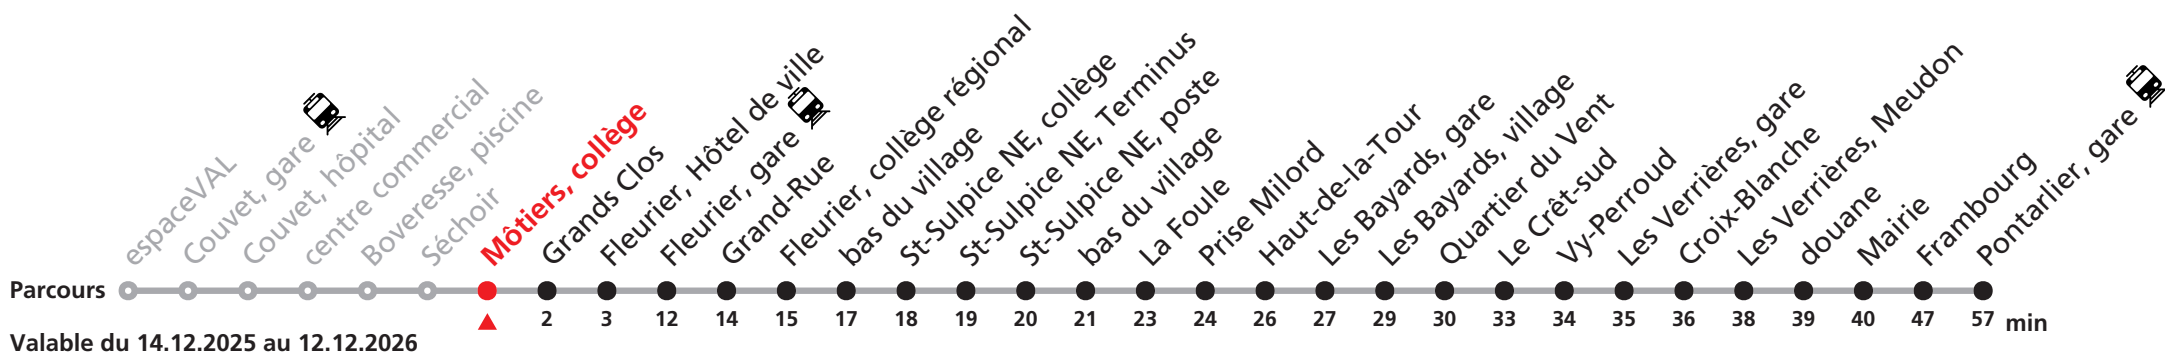 espaceVAL
Couvet, gare
Couvet, hôpital
centre commercial
Boveresse, piscine
Séchoir
Môtiers, collège
Grands Clos
Fleurier, Hôtel de ville
Fleurier, gare
Grand-Rue
Fleurier, collège régional
bas du village
St-Sulpice NE, collège
St-Sulpice NE, Terminus
St-Sulpice NE, poste
bas du village
La Foule
Prise Milord
Haut-de-la-Tour
Les Bayards, gare
Les Bayards, village
Quartier du Vent
Le Crêt-sud
Vy-Perroud
Les Verrières, gare
Croix-Blanche
Les Verrières, Meudon
douane
Mairie
Frambourg
Pontarlier, gare
Parcours
2 3 12 14 15 17 18 19 20 21 23 24 26 27 29 30 33 34 35 36 38 39 40 47 57 min
Valable du 14.12.2025 au 12.12.2026